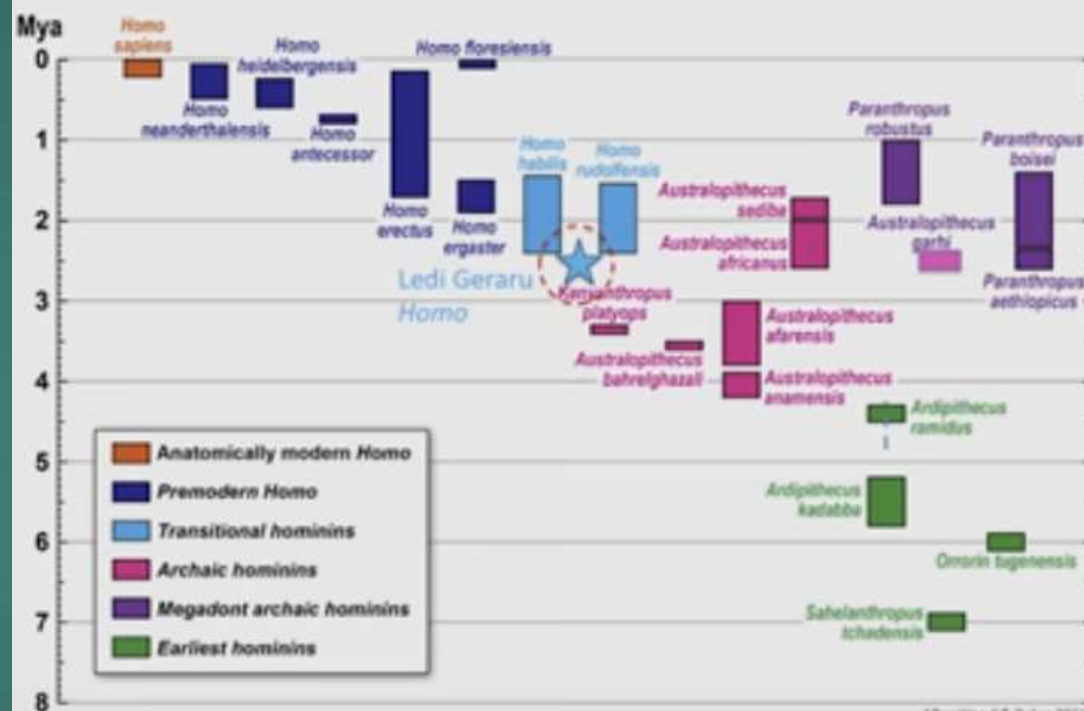 Mya
Homo
sapiens
Homo
heidelbergensis
Homo floresiensis
0
Homo
neanderthalensis
Homo
antecessor
Paranthropus
robustus
1
Paranthropus
boisei
Homo
habilis
Homo
rudolfensis
Australopithecus
sediba
2
Homo
erectus
Homo
ergaster
Australopithecus
garhi
Australopithecus
africanus
Ledi Geraru
Homo
Paranthropus
aethiopicus
3
Kenyanthropus
platyops
Australopithecus
afarensis
Australopithecus
bahrelghazali
4
Australopithecus
anamensis
Ardipithecus
ramidus
5
Ardipithecus
kadabba
6
Orrorin tugenensis
7
Sahelanthropus
tchadensis
8
Anatomically modern Homo
Premodern Homo
Transitional hominins
Archaic hominins
Megadont archaic hominins
Earliest hominins